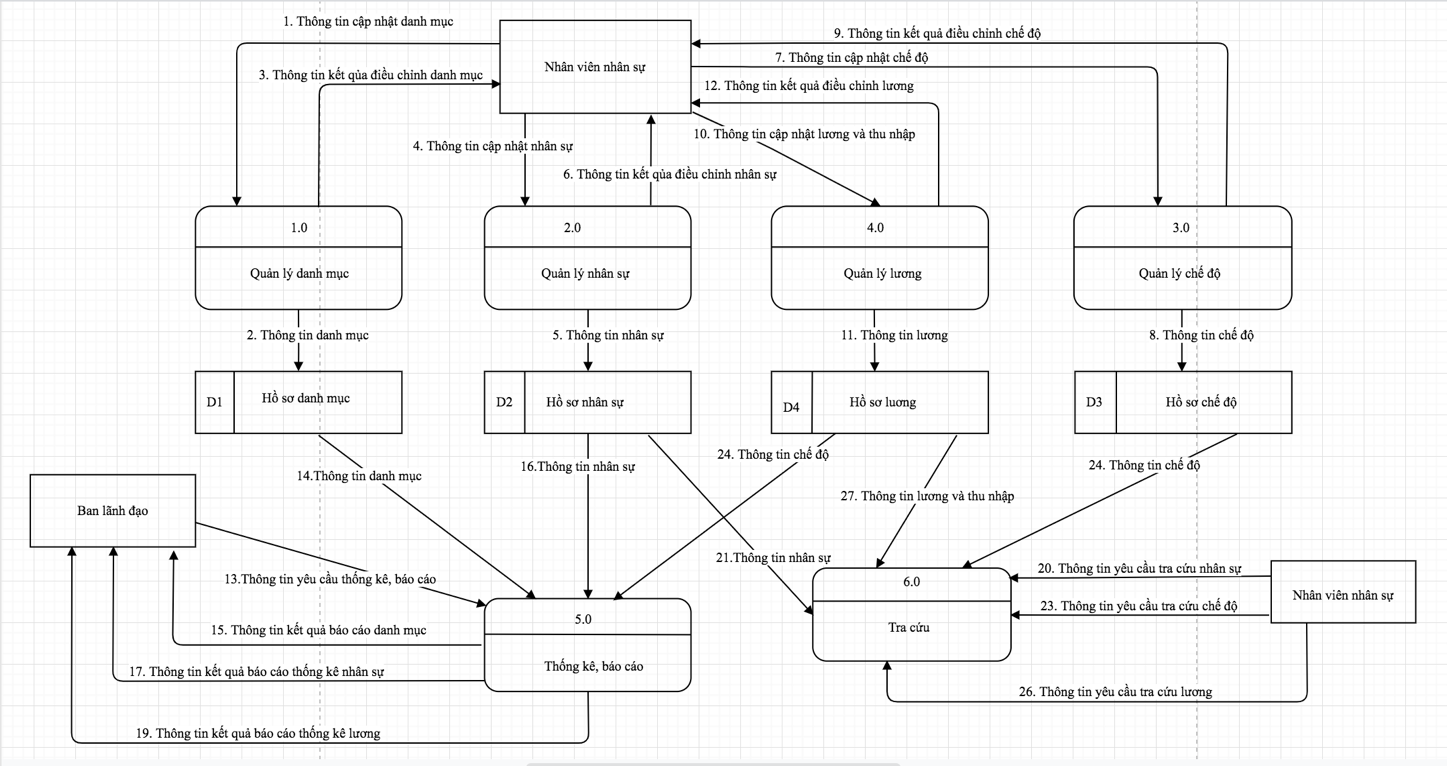 1. Thông tin cập nhật danh mục
9. Thông tin kết quả điều chỉnh chế độ
7. Thông tin cập nhật chế độ
Nhân viên nhân sự
3. Thông tin kết qủa điều chỉnh danh mục
12. Thông tin kết quả điều chỉnh lương
10. Thông tin cập nhật lương và thu nhập
4. Thông tin cập nhật nhân sự
6. Thông tin kết qủa điều chỉnh nhân sự
1.0
2.0
4.0
3.0
Quản lý danh mục
Quản lý nhân sự
Quản lý lương
Quản lý chế độ
2. Thông tin danh mục
5. Thông tin nhân sự
11. Thông tin lương
8. Thông tin chế độ
D1
Hồ sơ danh mục
D2
Hồ sơ nhân sự
D4
Hồ sơ luơng
D3
Hồ sơ chế độ
14.Thông tin danh mục
16.Thông tin nhân sự
24. Thông tin chế độ
24. Thông tin chế độ
27. Thông tin lương và thu nhập
Ban lãnh đạo
21.Thông tin nhân sự
20. Thông tin yêu cầu tra cứu nhân sự
13.Thông tin yêu cầu thống kê, báo cáo
6.0
Nhân viên nhân sự
23. Thông tin yêu cầu tra cứu chế độ
5.0
Tra cứu
15. Thông tin kết quả báo cáo danh mục
Thống kê, báo cáo
17. Thông tin kết quả báo cáo thống kê nhân sự
26. Thông tin yêu cầu tra cứu lương
19. Thông tin kết quả báo cáo thống kê lương